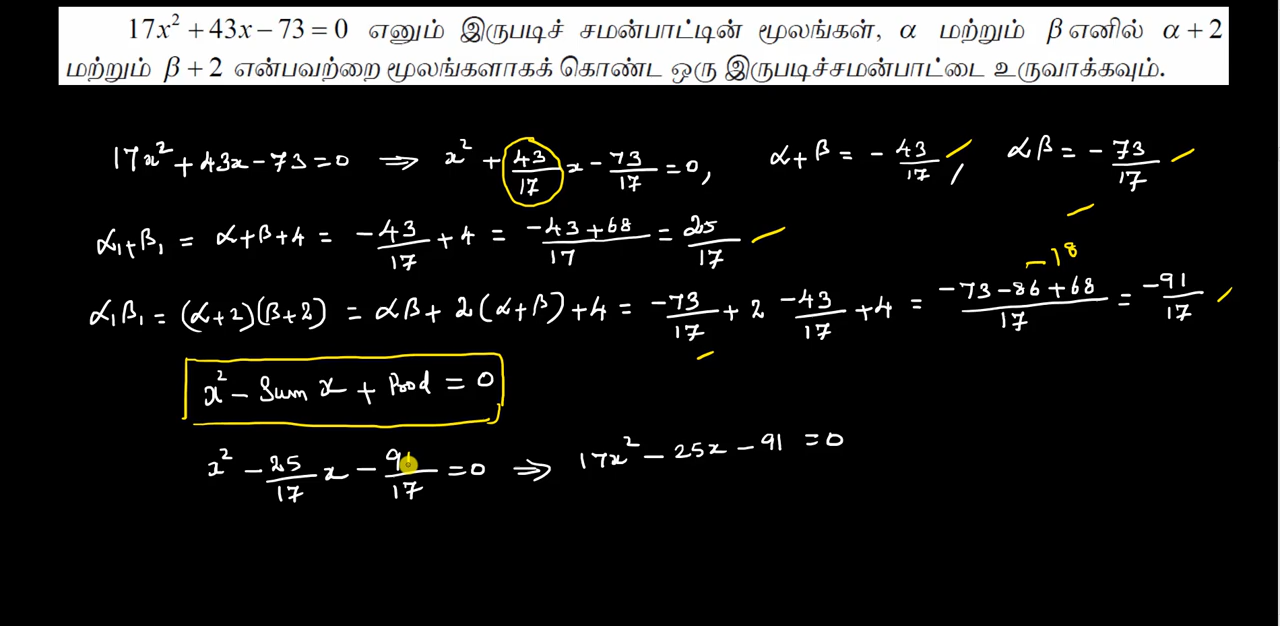 17x² + 43x − 73 = 0 எனும் இருபடிச் சமன்பாட்டின் மூலங்கள், α மற்றும் β எனில் α + 2
மற்றும் β + 2 என்பவற்றை மூலங்களாகக் கொண்ட ஒரு இருபடிச்சமன்பாட்டை உருவாக்கவும்.
17x² + 43x − 73 = 0 ⇒ x² + 43/17 x − 73/17 = 0, α + β = − 43/17, αβ = − 73/17
α₁+β₁ = α+β+4 = −43/17 + 4 = −43+68/17 = 25/17
−18
α₁β₁ = (α+2)(β+2) = αβ + 2(α+β) + 4 = −73/17 + 2 −43/17 + 4 = −73−86+68/17 = −91/17
x² − Sum x + Prod = 0
x² − 25/17 x − 91/17 = 0 ⇒ 17x² − 25x − 91 = 0